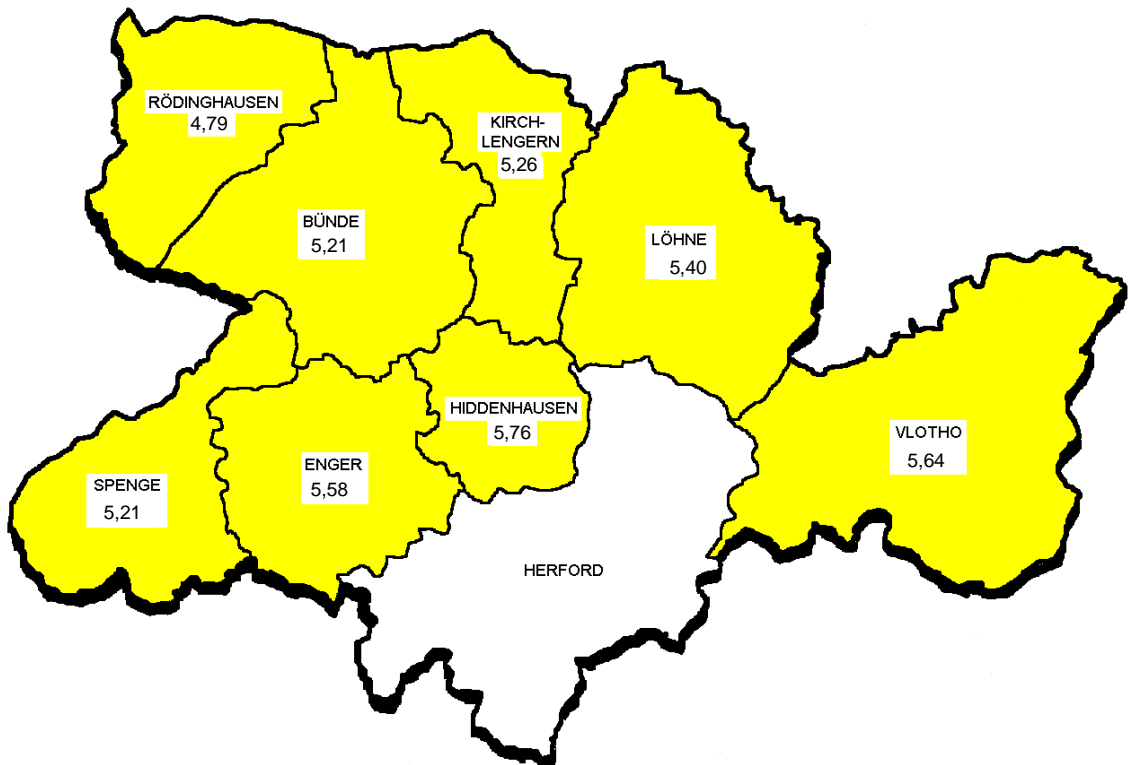 RÖDINGHAUSEN
4,79
KIRCH-
LENGERN
5,26
BÜNDE
5,21
LÖHNE
5,40
HIDDENHAUSEN
5,76
VLOTHO
5,64
ENGER
5,58
SPENGE
5,21
HERFORD